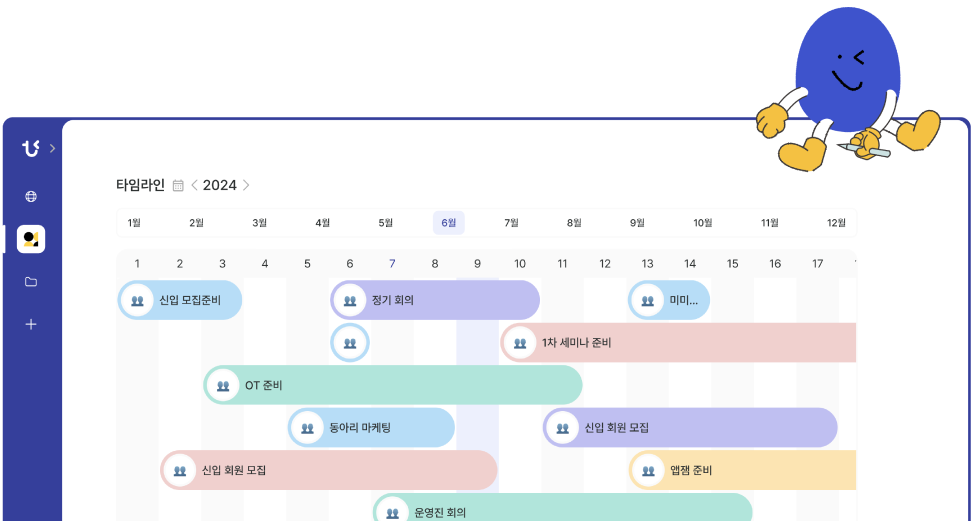 타임라인 2024
1월 2월 3월 4월 5월 6월 7월 8월 9월 10월 11월 12월
1 2 3 4 5 6 7 8 9 10 11 12 13 14 15 16 17
신입 모집준비 정기 회의 미미...
1차 세미나 준비
OT 준비
동아리 마케팅 신입 회원 모집
신입 회원 모집 앱잼 준비
운영진 회의